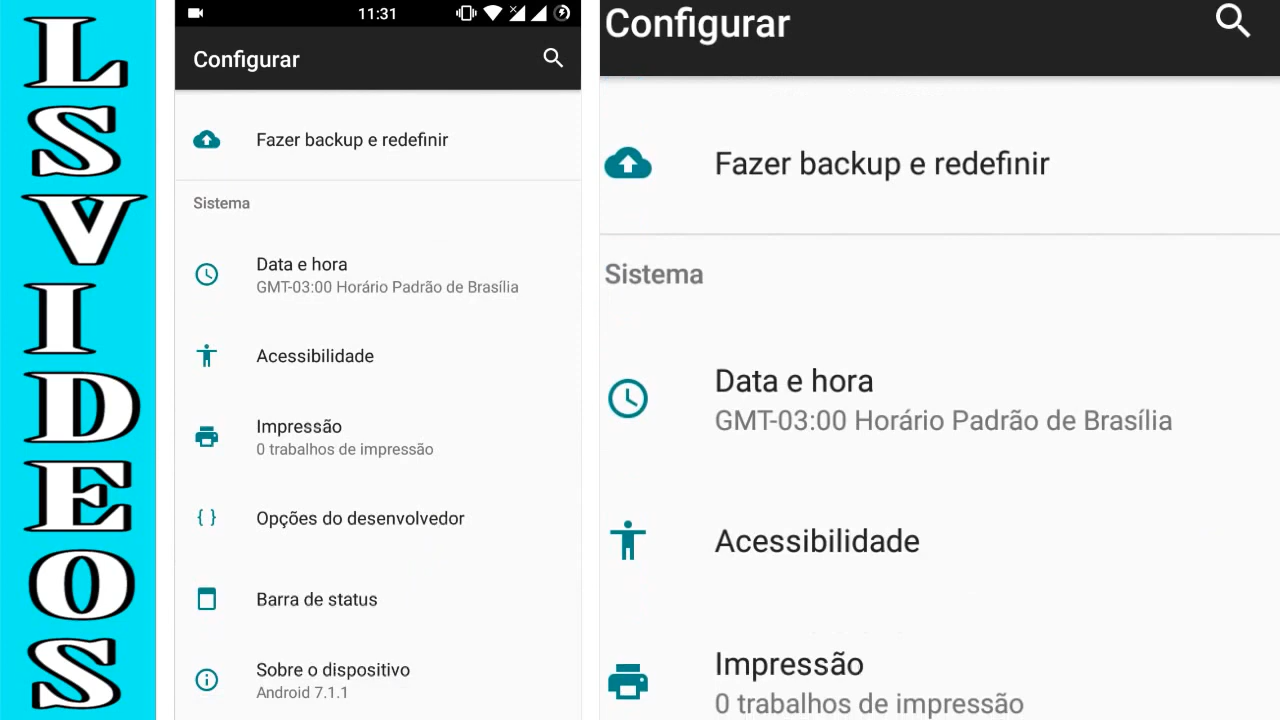 LS VIDEOS
11:31
Configurar
Fazer backup e redefinir
Sistema
Data e hora
GMT-03:00 Horário Padrão de Brasília
Acessibilidade
Impressão
0 trabalhos de impressão
Opções do desenvolvedor
Barra de status
Sobre o dispositivo
Android 7.1.1
Configurar
Fazer backup e redefinir
Sistema
Data e hora
GMT-03:00 Horário Padrão de Brasília
Acessibilidade
Impressão
0 trabalhos de impressão